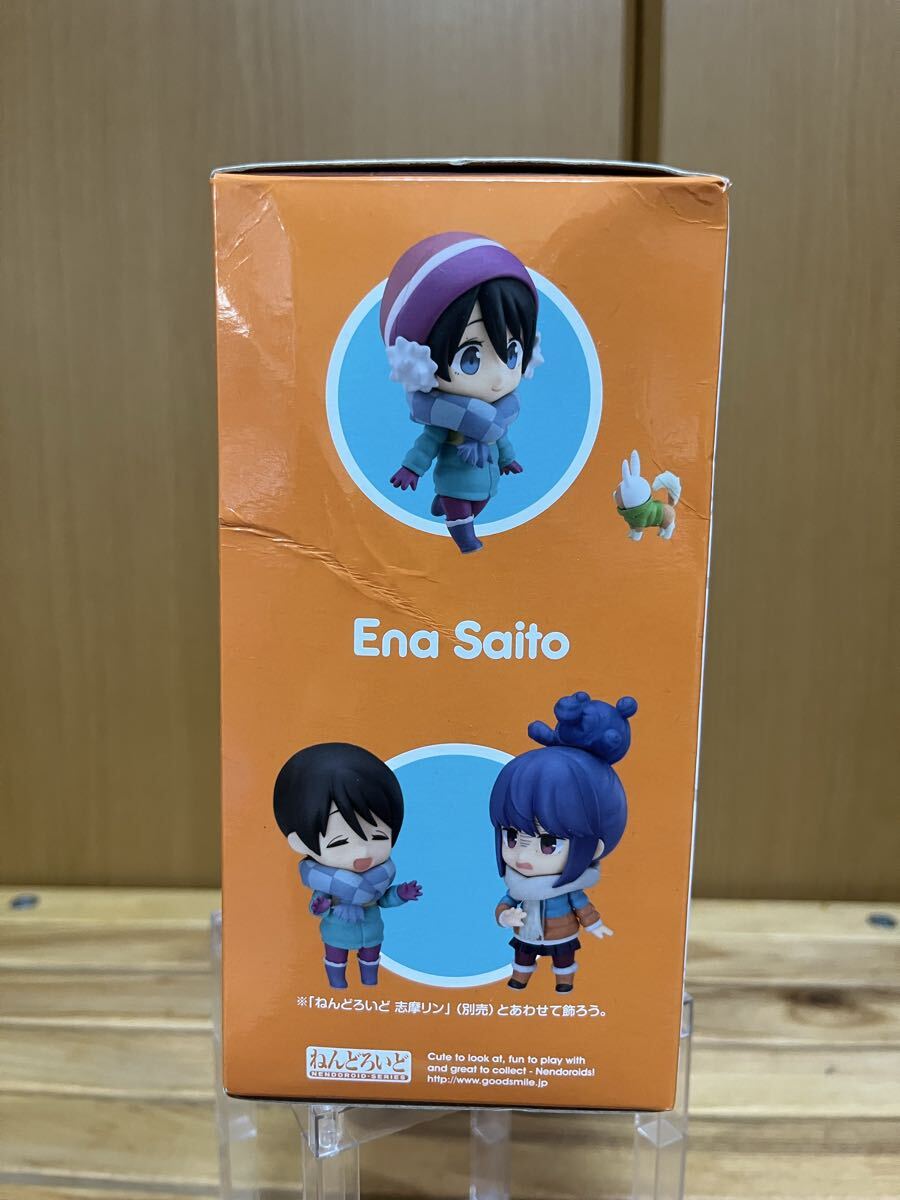 Ena Saito
※「ねんどろいど 志摩リン」(別売)とあわせて飾ろう。
ねんどろいど
NENDOROID-SERIES
Cute to look at, fun to play with
and great to collect - Nendoroids!
http://www.goodsmile.jp